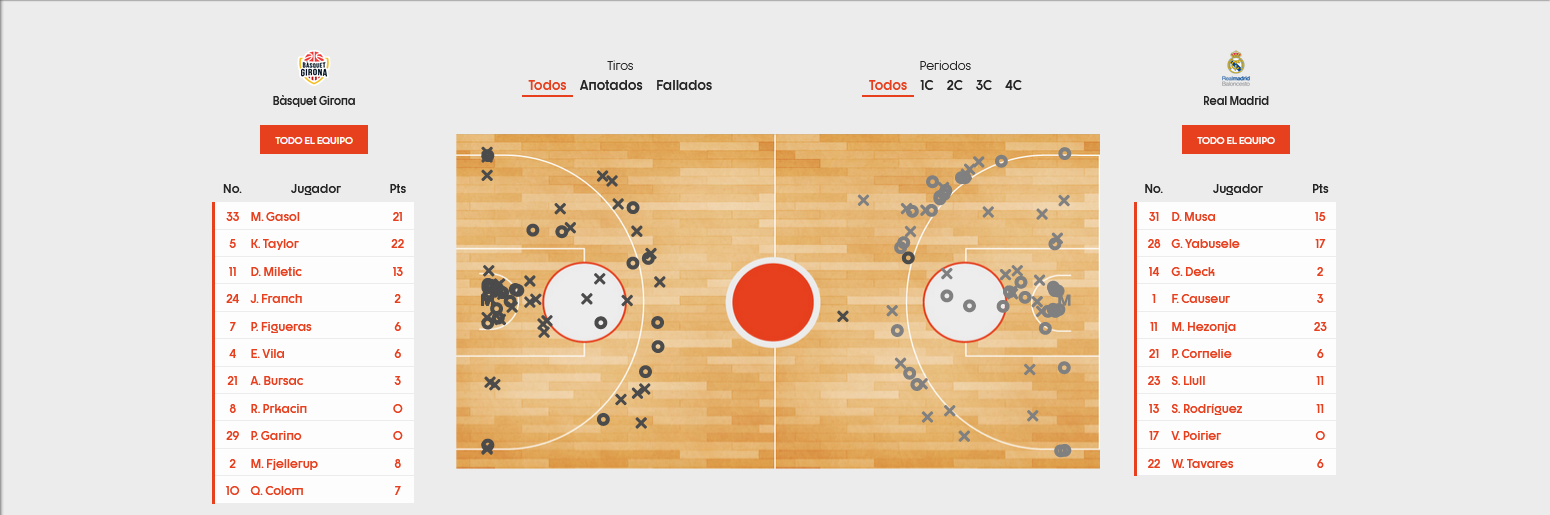 BÀSQUET
GIRONA
Bàsquet Girona
TODO EL EQUIPO
No. Jugador Pts
33 M. Gasol 21
5 K. Taylor 22
11 D. Miletic 13
24 J. Franch 2
7 P. Figueras 6
4 E. Vila 6
21 A. Bursac 3
8 R. Prkacin 0
29 P. Garino 0
2 M. Fjellerup 8
10 Q. Colom 7
Tiros
Todos Anotados Fallados
Periodos
Todos 1C 2C 3C 4C
Realmadrid
Baloncesto
Real Madrid
TODO EL EQUIPO
No. Jugador Pts
31 D. Musa 15
28 G. Yabusele 17
14 G. Deck 2
1 F. Causeur 3
11 M. Hezonja 23
21 P. Cornelie 6
23 S. Llull 11
13 S. Rodríguez 11
17 V. Poirier 0
22 W. Tavares 6